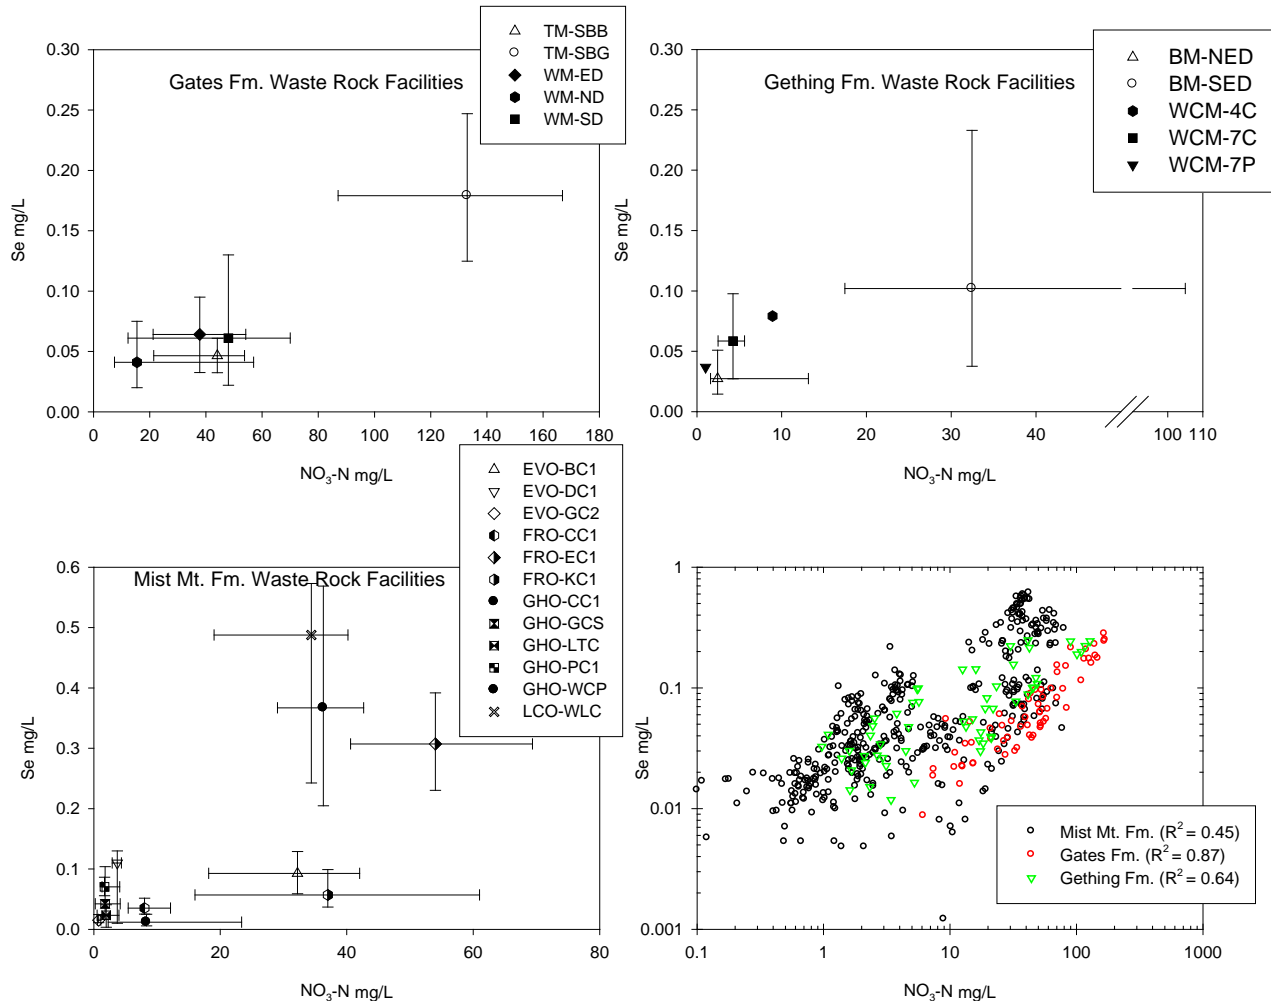 TM-SBB
TM-SBG
WM-ED
WM-ND
WM-SD
Gates Fm. Waste Rock Facilities
0.30
0.25
0.20
0.15
0.10
0.05
0.00
Se mg/L
0 20 40 60 80 100 120 140 160 180
NO3-N mg/L
BM-NED
BM-SED
WCM-4C
WCM-7C
WCM-7P
Gething Fm. Waste Rock Facilities
0.30
0.25
0.20
0.15
0.10
0.05
0.00
Se mg/L
0 10 20 30 40 100 110
NO3-N mg/L
EVO-BC1
EVO-DC1
EVO-GC2
FRO-CC1
FRO-EC1
FRO-KC1
GHO-CC1
GHO-GCS
GHO-LTC
GHO-PC1
GHO-WCP
LCO-WLC
Mist Mt. Fm. Waste Rock Facilities
0.6
0.5
0.4
0.3
0.2
0.1
0.0
Se mg/L
0 20 40 60 80
NO3-N mg/L
1
0.1
0.01
0.001
Se mg/L
Mist Mt. Fm. (R2 = 0.45)
Gates Fm. (R2 = 0.87)
Gething Fm. (R2 = 0.64)
0.1 1 10 100 1000
NO3-N mg/L